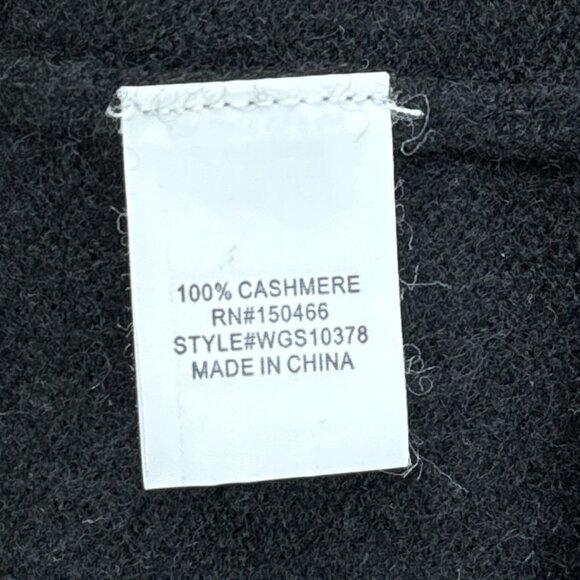 100% CASHMERE
RN#150466
STYLE#WGS10378
MADE IN CHINA